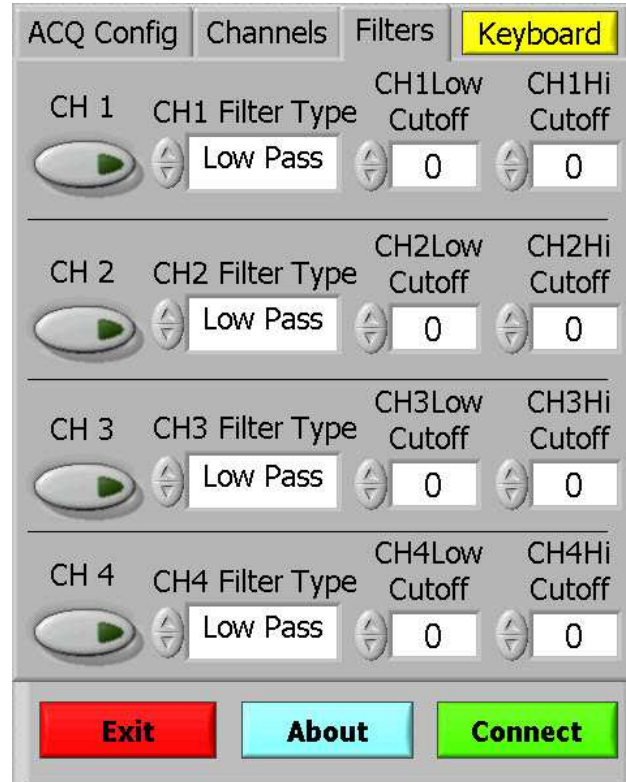 ACQ Config Channels Filters Keyboard
CH 1 CH1 Filter Type CH1Low Cutoff CH1Hi Cutoff
Low Pass 0 0
CH 2 CH2 Filter Type CH2Low Cutoff CH2Hi Cutoff
Low Pass 0 0
CH 3 CH3 Filter Type CH3Low Cutoff CH3Hi Cutoff
Low Pass 0 0
CH 4 CH4 Filter Type CH4Low Cutoff CH4Hi Cutoff
Low Pass 0 0
Exit About Connect